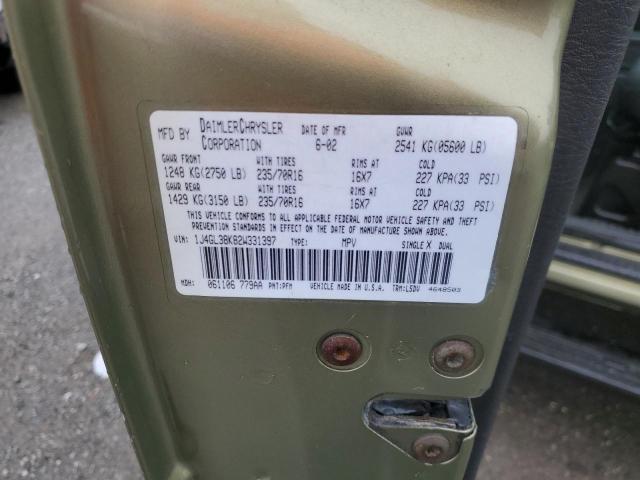 MFD BY DAIMLERCHRYSLER CORPORATION DATE OF MFR 6-02 GVWR 2541 KG(05600 LB)
GAWR FRONT WITH TIRES RIMS AT COLD
1248 KG(2750 LB) 235/70R16 16X7 227 KPA(33 PSI)
GAWR REAR WITH TIRES RIMS AT COLD
1429 KG(3150 LB) 235/70R16 16X7 227 KPA(33 PSI)
THIS VEHICLE CONFORMS TO ALL APPLICABLE FEDERAL MOTOR VEHICLE SAFETY AND THEFT
PREVENTION STANDARDS IN EFFECT ON THE DATE OF MANUFACTURE SHOWN ABOVE.
VIN: 1J4GL38K82W331397 TYPE: MPV SINGLE X DUAL
MDH: 061106 779AA PNT:PFM VEHICLE MADE IN U.S.A. TRM:LSDV 4648503